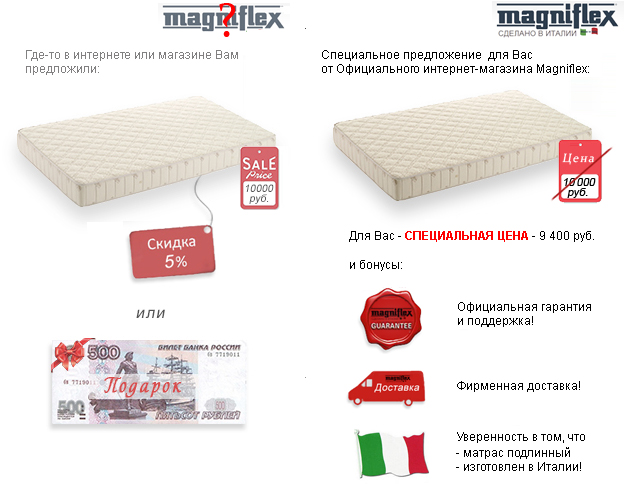 magniflex
?
Где-то в интернете или магазине Вам
предложили:
SALE
Price
10000
руб.
Скидка
5%
или
500
БИЛЕТ БАНКА РОССИИ
бв 7719011
Подарок
500
ПЯТЬСОТ РУБЛЕЙ
magniflex
СДЕЛАНО В ИТАЛИИ
Специальное предложение для Вас
от Официального интернет-магазина Magniflex:
Цена
10 000
руб.
Для Вас - СПЕЦИАЛЬНАЯ ЦЕНА - 9 400 руб.
и бонусы:
magniflex
GUARANTEE
Официальная гарантия
и поддержка!
magniflex
Доставка
Фирменная доставка!
Уверенность в том, что
- матрас подлинный
- изготовлен в Италии!